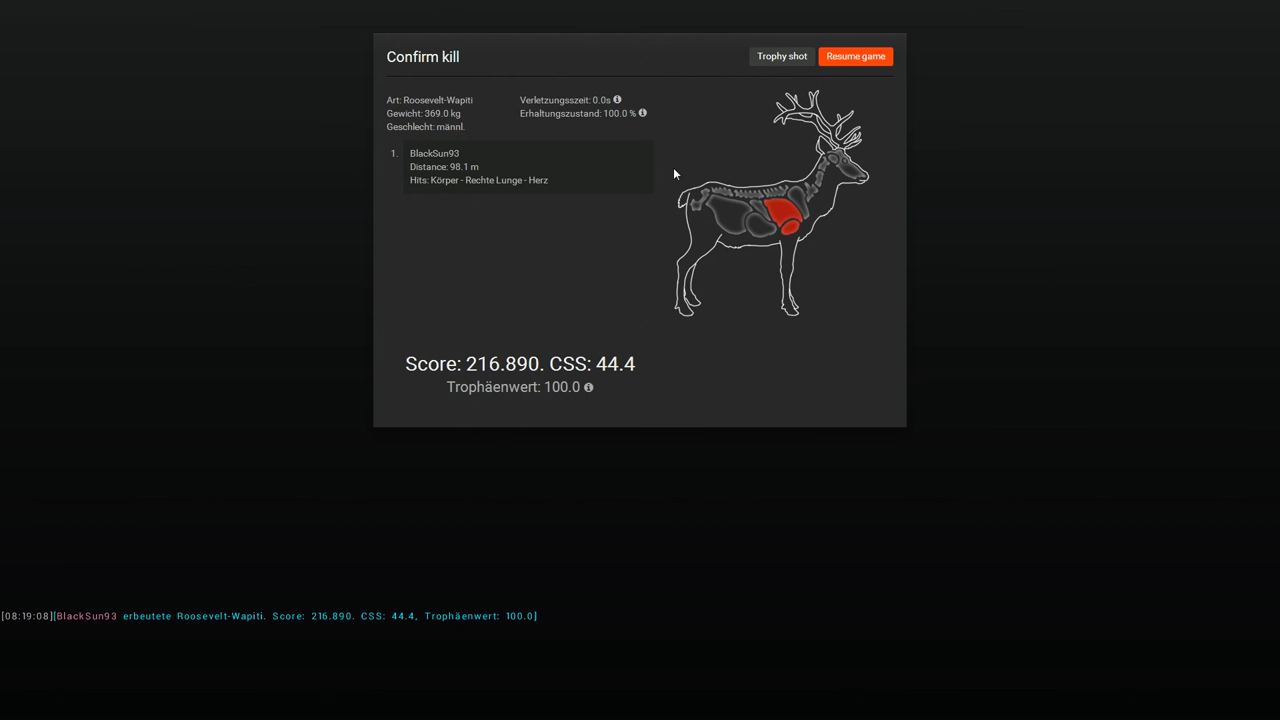 Confirm kill
Trophy shot
Resume game
Art: Roosevelt-Wapiti
Gewicht: 369.0 kg
Geschlecht: männl.
Verletzungsszeit: 0.0s
Erhaltungszustand: 100.0 %
1. BlackSun93
Distance: 98.1 m
Hits: Körper - Rechte Lunge - Herz
Score: 216.890. CSS: 44.4
Trophäenwert: 100.0
[08:19:08][BlackSun93 erbeutete Roosevelt-Wapiti. Score: 216.890. CSS: 44.4, Trophäenwert: 100.0]